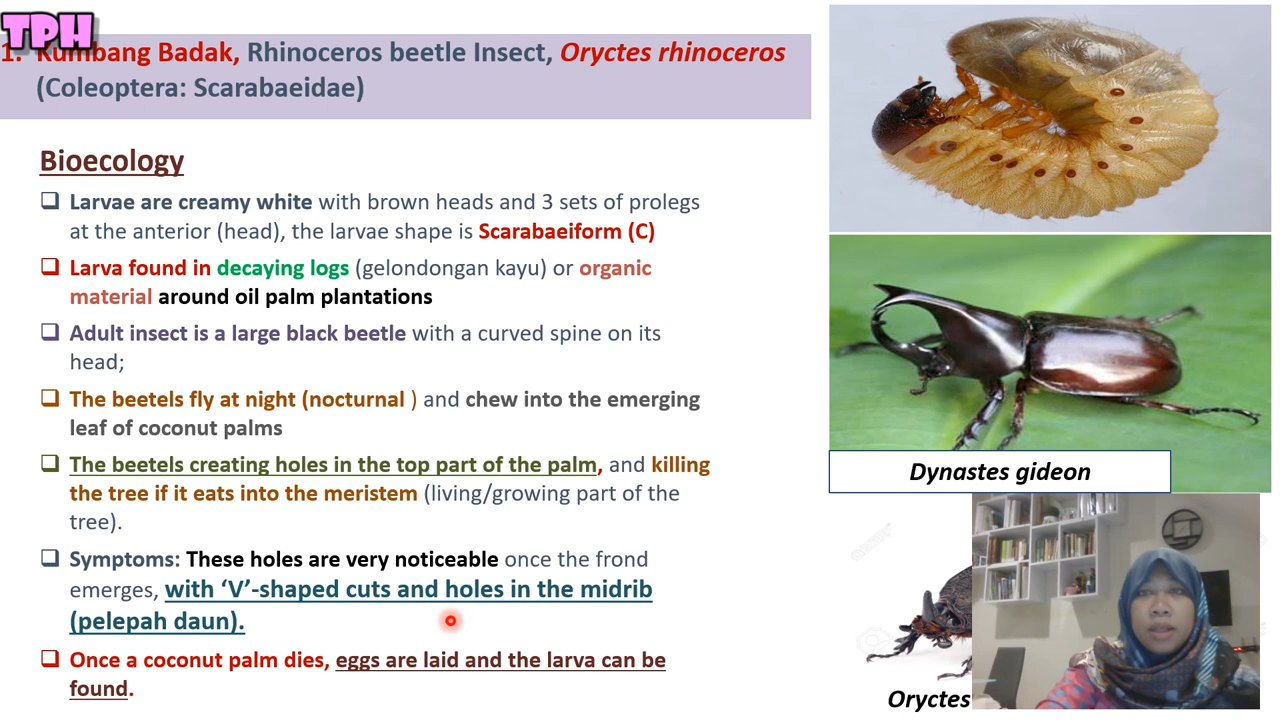 TPH
1. Kumbang Badak, Rhinoceros beetle Insect, Oryctes rhinoceros
(Coleoptera: Scarabaeidae)
Bioecology
Larvae are creamy white with brown heads and 3 sets of prolegs
at the anterior (head), the larvae shape is Scarabaeiform (C)
Larva found in decaying logs (gelondongan kayu) or organic
material around oil palm plantations
Adult insect is a large black beetle with a curved spine on its
head;
The beetels fly at night (nocturnal ) and chew into the emerging
leaf of coconut palms
The beetels creating holes in the top part of the palm, and killing
the tree if it eats into the meristem (living/growing part of the
tree).
Symptoms: These holes are very noticeable once the frond
emerges, with ‘V’-shaped cuts and holes in the midrib
(pelepah daun).
Once a coconut palm dies, eggs are laid and the larva can be
found.
Dynastes gideon
Oryctes